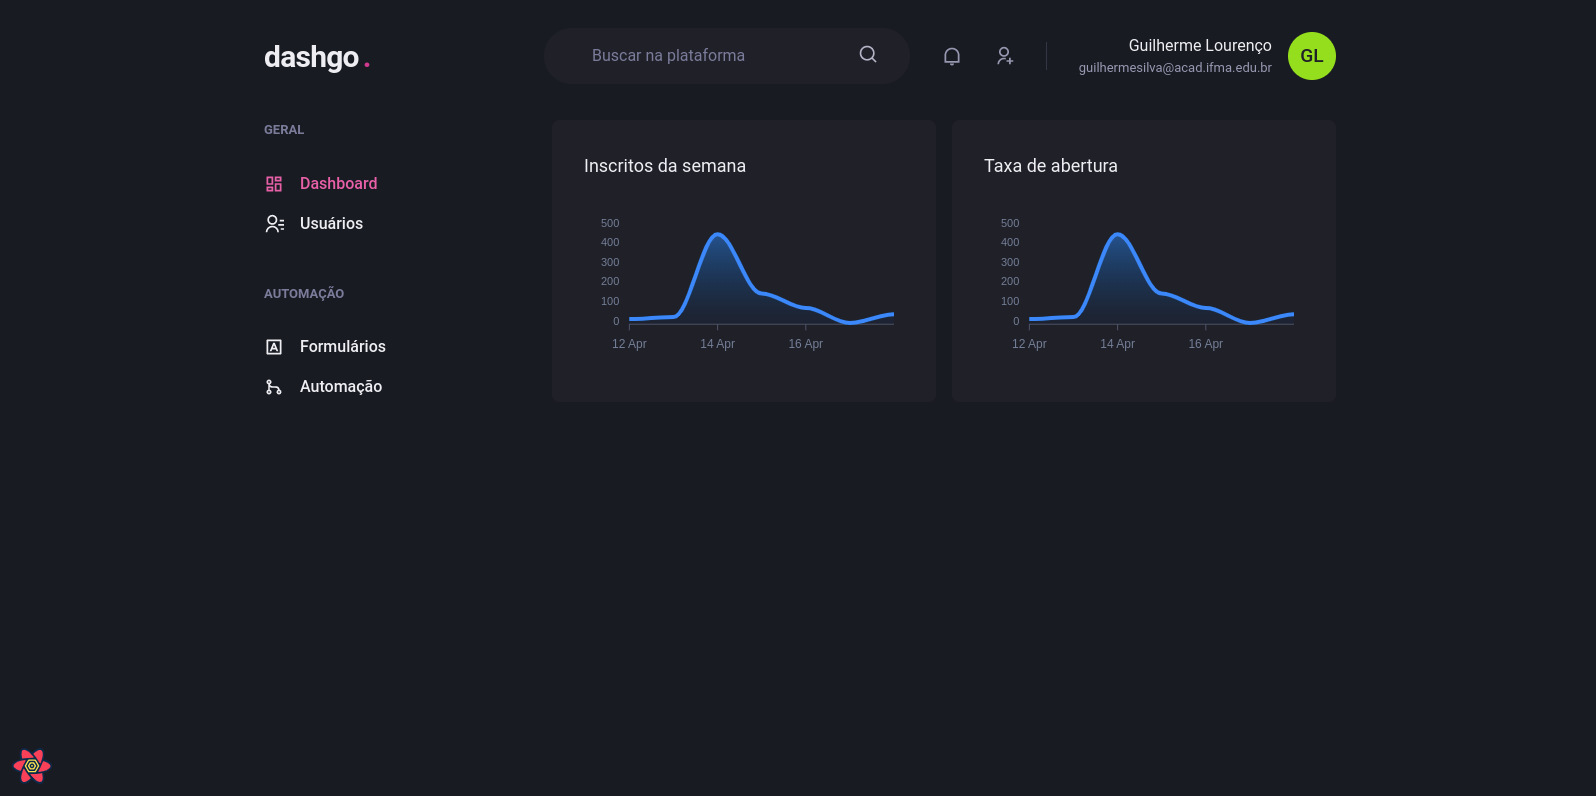 dashgo.
Buscar na plataforma
Guilherme Lourenço
guilhermesilva@acad.ifma.edu.br
GL
GERAL
Dashboard
Usuários
AUTOMAÇÃO
Formulários
Automação
Inscritos da semana
500
400
300
200
100
0
12 Apr 14 Apr 16 Apr
Taxa de abertura
500
400
300
200
100
0
12 Apr 14 Apr 16 Apr